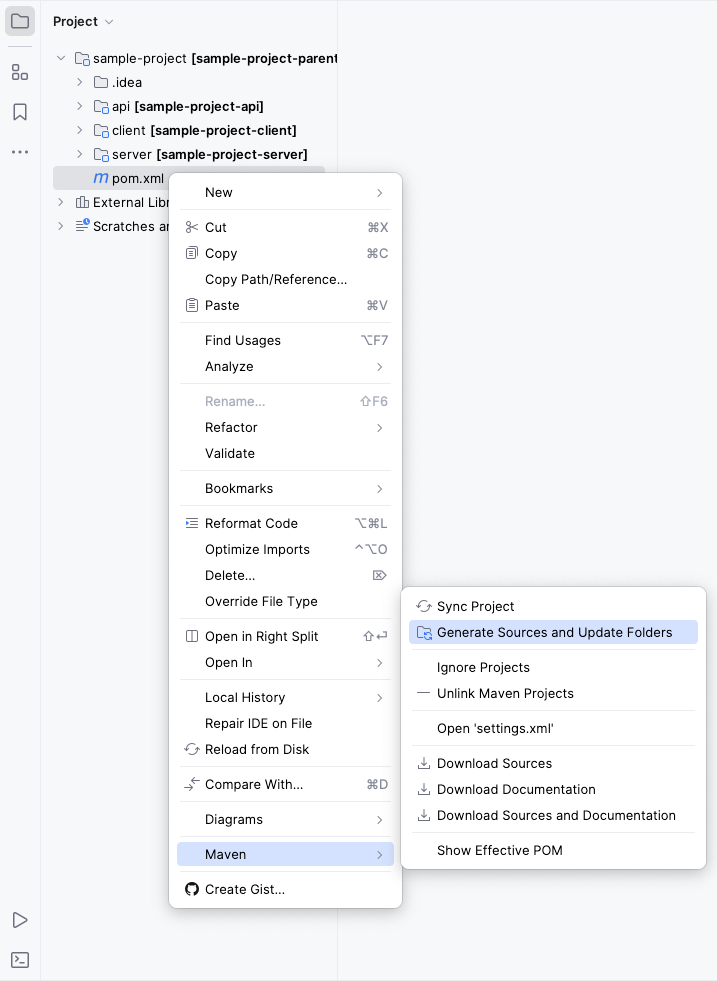 Project
sample-project [sample-project-parent
.idea
api [sample-project-api]
client [sample-project-client]
server [sample-project-server]
m pom.xml
External Libr
Scratches an
New
Cut ⌘X
Copy ⌘C
Copy Path/Reference...
Paste ⌘V
Find Usages ⌥F7
Analyze
Rename... ⇧F6
Refactor
Validate
Bookmarks
Reformat Code ⌥⌘L
Optimize Imports ^⌥O
Delete... ⌦
Override File Type
Open in Right Split ⇧⏎
Open In
Local History
Repair IDE on File
Reload from Disk
Compare With... ⌘D
Diagrams
Maven
Create Gist...
Sync Project
Generate Sources and Update Folders
Ignore Projects
Unlink Maven Projects
Open 'settings.xml'
Download Sources
Download Documentation
Download Sources and Documentation
Show Effective POM